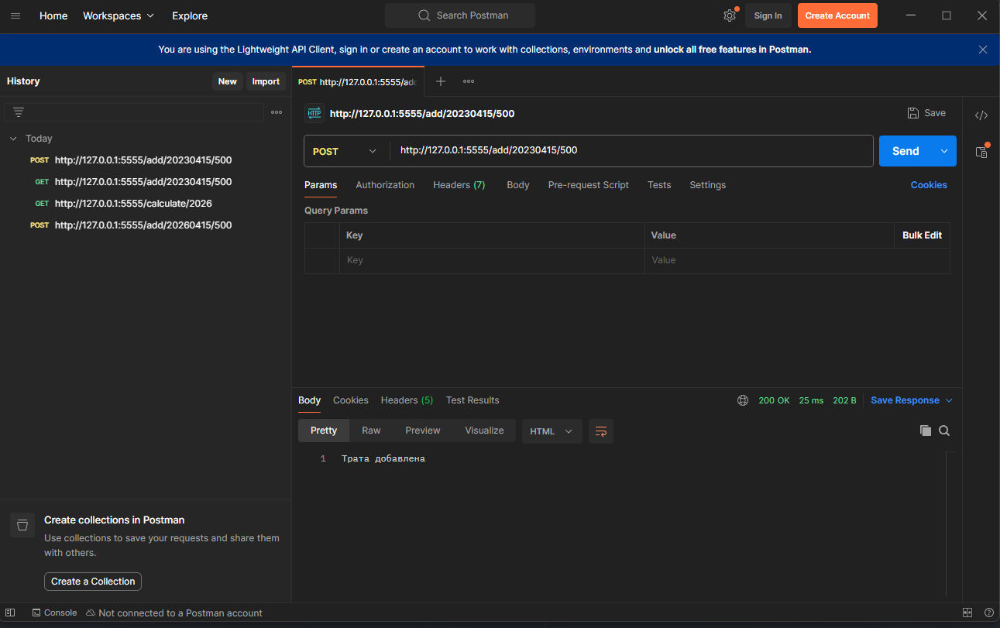 Home Workspaces Explore Search Postman Sign In Create Account
You are using the Lightweight API Client, sign in or create an account to work with collections, environments and unlock all free features in Postman.
History New Import POST http://127.0.0.1:5555/add
http://127.0.0.1:5555/add/20230415/500 Save
Today
POST http://127.0.0.1:5555/add/20230415/500
GET http://127.0.0.1:5555/add/20230415/500
GET http://127.0.0.1:5555/calculate/2026
POST http://127.0.0.1:5555/add/20260415/500
POST http://127.0.0.1:5555/add/20230415/500 Send
Params Authorization Headers (7) Body Pre-request Script Tests Settings Cookies
Query Params
Key Value Bulk Edit
Key Value
Body Cookies Headers (5) Test Results 200 OK 25 ms 202 B Save Response
Pretty Raw Preview Visualize HTML
1 Трата добавлена
Create collections in Postman
Use collections to save your requests and share them
with others.
Create a Collection
Console Not connected to a Postman account